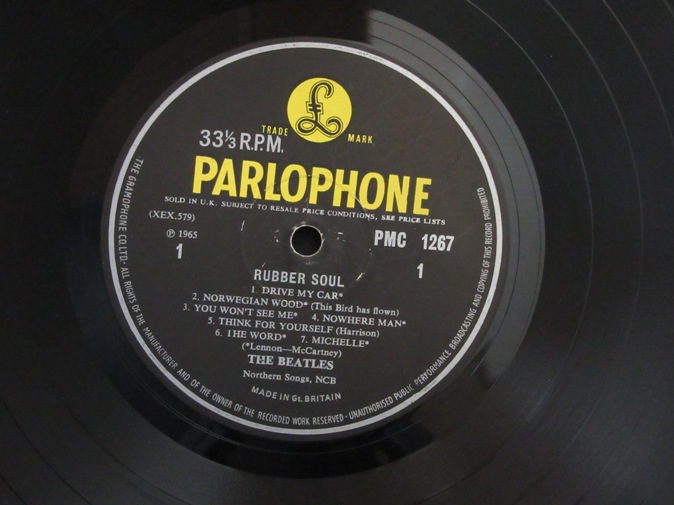 £
TRADE MARK
33⅓ R.P.M.
PARLOPHONE
SOLD IN U.K. SUBJECT TO RESALE PRICE CONDITIONS, SEE PRICE LISTS
(XEX.579)
℗ 1965
1
PMC 1267
1
RUBBER SOUL
1. DRIVE MY CAR*
2. NORWEGIAN WOOD* (This Bird has flown)
3. YOU WON'T SEE ME* 4. NOWHERE MAN*
5. THINK FOR YOURSELF (Harrison)
6. THE WORD* 7. MICHELLE*
(*Lennon—McCartney)
THE BEATLES
Northern Songs, NCB
MADE IN Gt. BRITAIN
THE GRAMOPHONE CO. LTD. · ALL RIGHTS OF THE MANUFACTURER AND OF THE OWNER OF THE RECORDED WORK RESERVED · UNAUTHORISED PUBLIC PERFORMANCE BROADCASTING AND COPYING OF THIS RECORD PROHIBITED